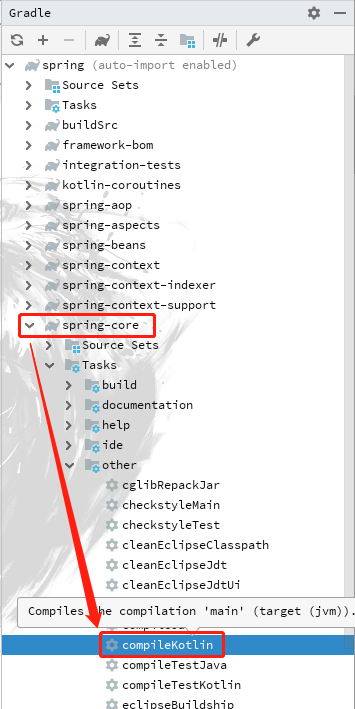 Gradle
spring (auto-import enabled)
Source Sets
Tasks
buildSrc
framework-bom
integration-tests
kotlin-coroutines
spring-aop
spring-aspects
spring-beans
spring-context
spring-context-indexer
spring-context-support
spring-core
Source Sets
Tasks
build
documentation
help
ide
other
cglibRepackJar
checkstyleMain
checkstyleTest
cleanEclipseClasspath
cleanEclipseJdt
cleanEclipseJdtUi
Compiles the compilation 'main' (target (jvm)).
compileKotlin
compileTestJava
compileTestKotlin
eclipseBuildship